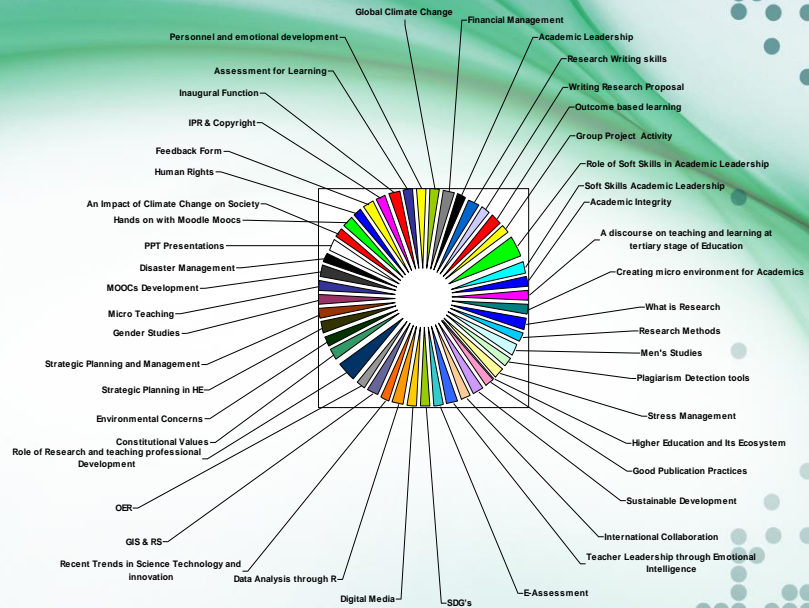 Global Climate Change
Financial Management
Academic Leadership
Research Writing skills
Writing Research Proposal
Outcome based learning
Group Project Activity
Role of Soft Skills in Academic Leadership
Soft Skills Academic Leadership
Academic Integrity
A discourse on teaching and learning at
tertiary stage of Education
Creating micro environment for Academics
What is Research
Research Methods
Men's Studies
Plagiarism Detection tools
Stress Management
Higher Education and Its Ecosystem
Good Publication Practices
Sustainable Development
International Collaboration
Teacher Leadership through Emotional
Intelligence
E-Assessment
SDG's
Digital Media
Data Analysis through R
Recent Trends in Science Technology and
innovation
GIS & RS
OER
Role of Research and teaching professional
Development
Constitutional Values
Environmental Concerns
Strategic Planning in HE
Strategic Planning and Management
Gender Studies
Micro Teaching
MOOCs Development
Disaster Management
PPT Presentations
Hands on with Moodle Moocs
An Impact of Climate Change on Society
Human Rights
Feedback Form
IPR & Copyright
Inaugural Function
Assessment for Learning
Personnel and emotional development